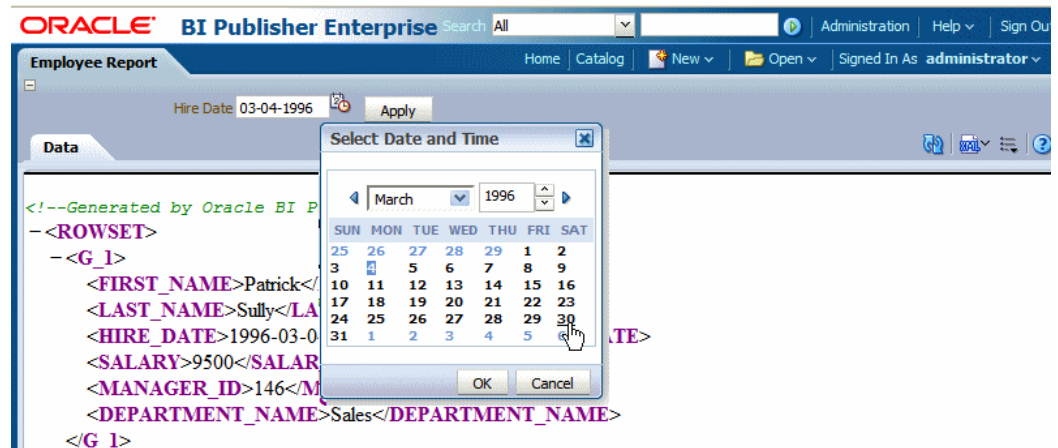 ORACLE BI Publisher Enterprise Search All Administration Help Sign Out
Employee Report Home Catalog New Open Signed In As administrator
Hire Date 03-04-1996 Apply
Select Date and Time
Data
March 1996
SUN MON TUE WED THU FRI SAT
25 26 27 28 29 1 2
3 4 5 6 7 8 9
10 11 12 13 14 15 16
17 18 19 20 21 22 23
24 25 26 27 28 29 30
31 1 2 3 4 5
OK Cancel
<!--Generated by Oracle BI P
−<ROWSET>
−<G_1>
<FIRST_NAME>Patrick</
<LAST_NAME>Sully</LA
<HIRE_DATE>1996-03-0 TE>
<SALARY>9500</SALAR
<MANAGER_ID>146</M
<DEPARTMENT_NAME>Sales</DEPARTMENT_NAME>
</G_1>